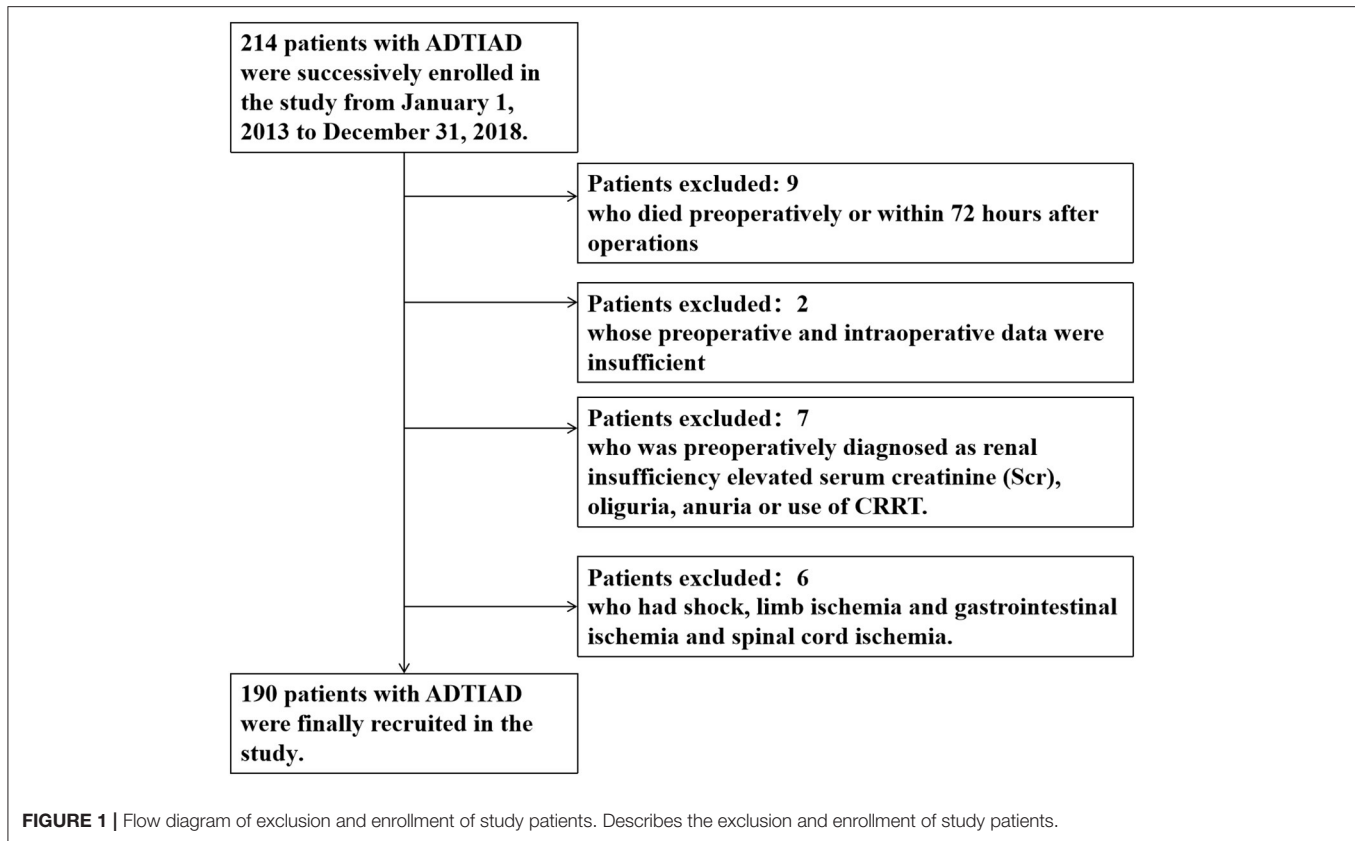 214 patients with ADTIAD
were successively enrolled in
the study from January 1,
2013 to December 31, 2018.
Patients excluded: 9
who died preoperatively or within 72 hours after
operations
Patients excluded： 2
whose preoperative and intraoperative data were
insufficient
Patients excluded： 7
who was preoperatively diagnosed as renal
insufficiency elevated serum creatinine (Scr),
oliguria, anuria or use of CRRT.
Patients excluded： 6
who had shock, limb ischemia and gastrointestinal
ischemia and spinal cord ischemia.
190 patients with ADTIAD
were finally recruited in the
study.
FIGURE 1 | Flow diagram of exclusion and enrollment of study patients. Describes the exclusion and enrollment of study patients.